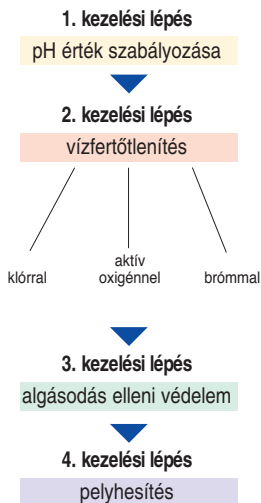 1. kezelési lépés
pH érték szabályozása
2. kezelési lépés
vízfertőtlenítés
klórral
aktív
oxigénnel
brómmal
3. kezelési lépés
algásodás elleni védelem
4. kezelési lépés
pelyhesítés